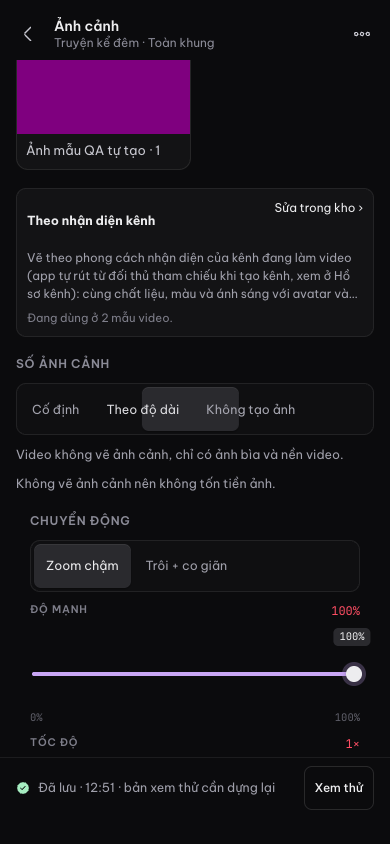 Ảnh cảnh
Truyện kể đêm · Toàn khung
Ảnh mẫu QA tự tạo · 1
Sửa trong kho ›
Theo nhận diện kênh
Vẽ theo phong cách nhận diện của kênh đang làm video
(app tự rút từ đối thủ tham chiếu khi tạo kênh, xem ở Hồ
sơ kênh): cùng chất liệu, màu và ánh sáng với avatar và...
Đang dùng ở 2 mẫu video.
SỐ ẢNH CẢNH
Cố định Theo độ dài Không tạo ảnh
Video không vẽ ảnh cảnh, chỉ có ảnh bìa và nền video.
Không vẽ ảnh cảnh nên không tốn tiền ảnh.
CHUYỂN ĐỘNG
Zoom chậm Trôi + co giãn
ĐỘ MẠNH 100%
100%
0% 100%
TỐC ĐỘ 1×
Đã lưu · 12:51 · bản xem thử cần dựng lại Xem thử